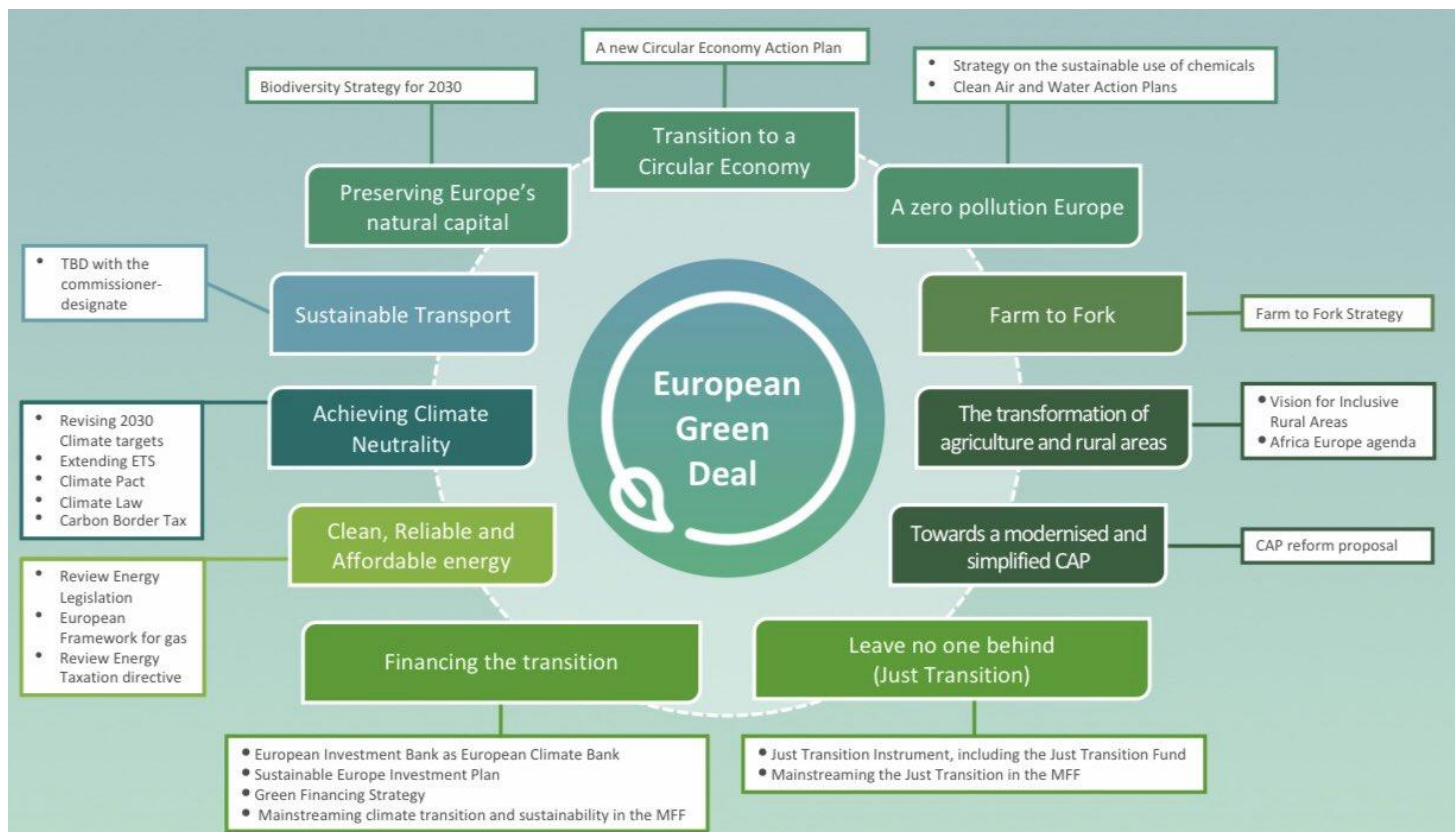 A new Circular Economy Action Plan
Biodiversity Strategy for 2030
• Strategy on the sustainable use of chemicals
• Clean Air and Water Action Plans
Transition to a
Circular Economy
Preserving Europe's
natural capital
A zero pollution Europe
• TBD with the
commissioner-
designate
Sustainable Transport
Farm to Fork
Farm to Fork Strategy
European
Green
Deal
• Revising 2030
Climate targets
• Extending ETS
• Climate Pact
• Climate Law
• Carbon Border Tax
Achieving Climate
Neutrality
The transformation of
agriculture and rural areas
• Vision for Inclusive
Rural Areas
• Africa Europe agenda
Clean, Reliable and
Affordable energy
Towards a modernised and
simplified CAP
CAP reform proposal
• Review Energy
Legislation
• European
Framework for gas
• Review Energy
Taxation directive
Financing the transition
Leave no one behind
(Just Transition)
• European Investment Bank as European Climate Bank
• Sustainable Europe Investment Plan
• Green Financing Strategy
• Mainstreaming climate transition and sustainability in the MFF
• Just Transition Instrument, including the Just Transition Fund
• Mainstreaming the Just Transition in the MFF